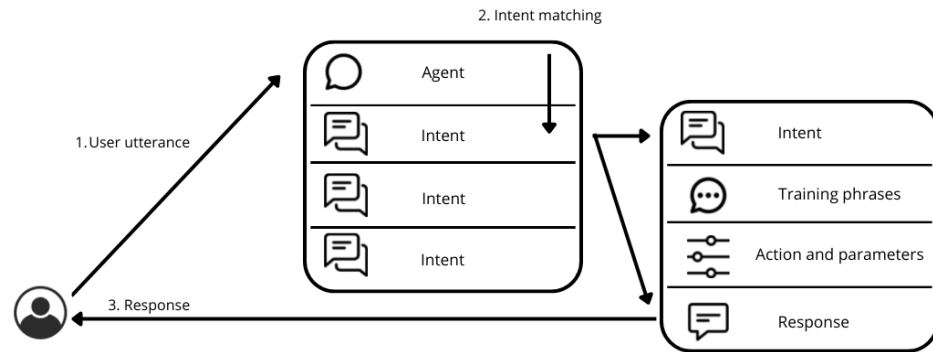 2. Intent matching
Agent
1.User utterance
Intent
Intent
Intent
Intent
Training phrases
Action and parameters
Response
3. Response